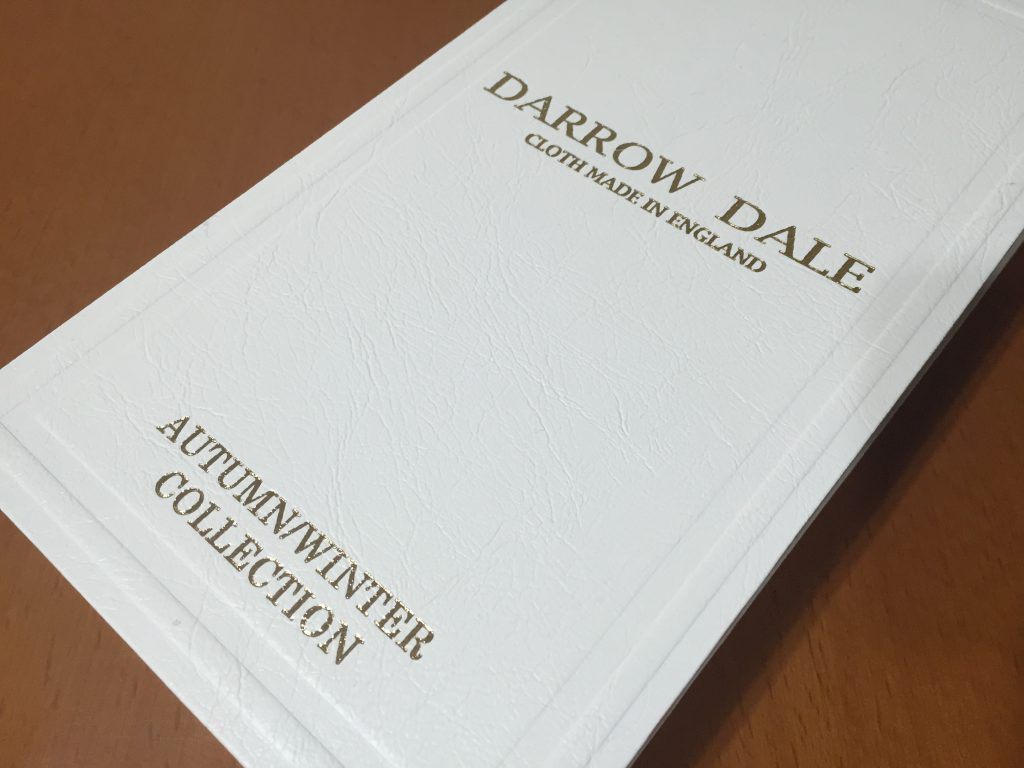 DARROW DALE
CLOTH MADE IN ENGLAND
AUTUMN/WINTER
COLLECTION